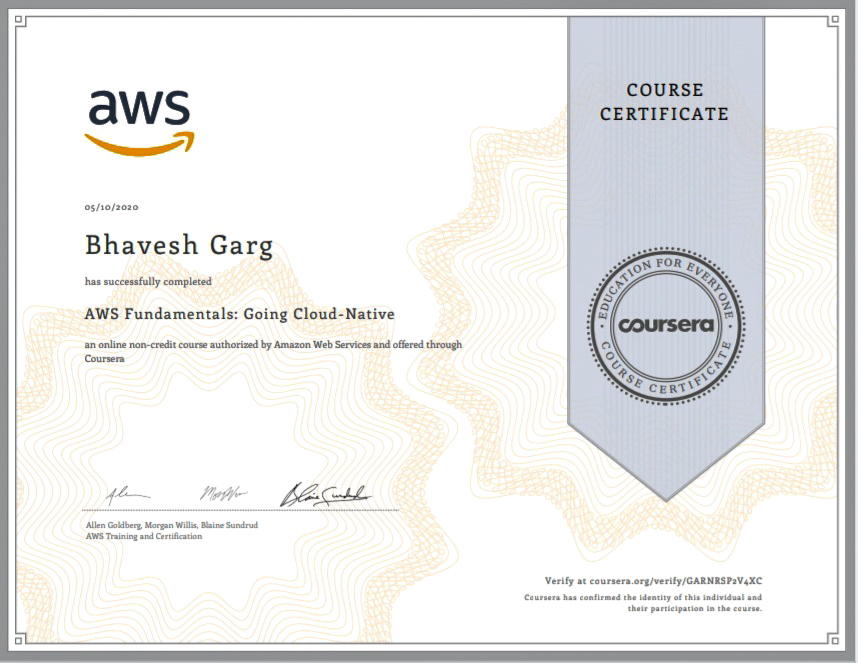 aws
COURSE
CERTIFICATE
05/10/2020
Bhavesh Garg
has successfully completed
AWS Fundamentals: Going Cloud-Native
an online non-credit course authorized by Amazon Web Services and offered through
Coursera
EDUCATION FOR EVERYONE
coursera
COURSE CERTIFICATE
Allen Goldberg, Morgan Willis, Blaine Sundrud
AWS Training and Certification
Verify at coursera.org/verify/GARNRSP2V4XC
Coursera has confirmed the identity of this individual and
their participation in the course.